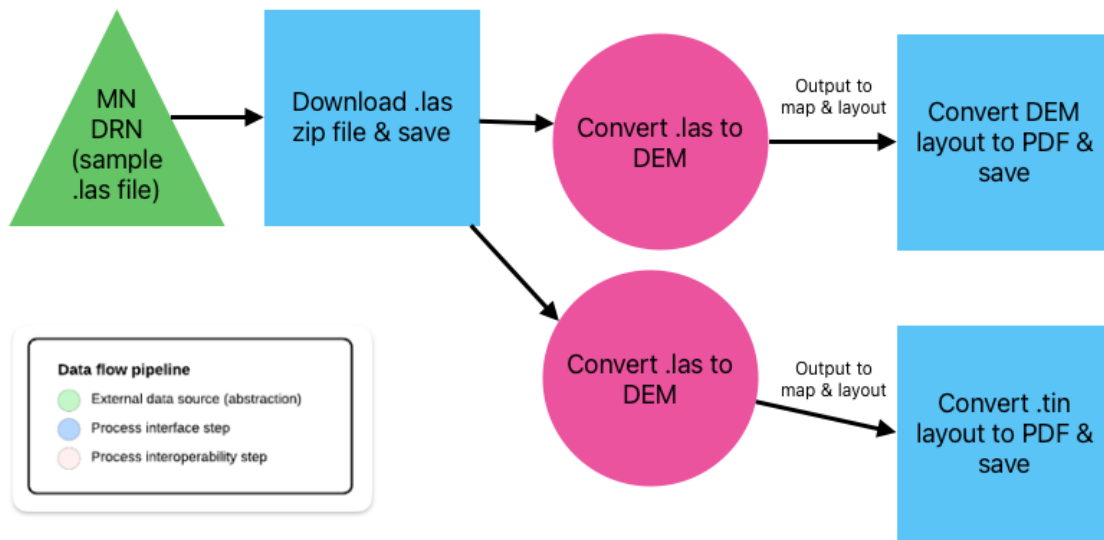 MN
DRN
(sample
.las file)
Download .las
zip file & save
Convert .las to
DEM
Output to
map & layout
Convert DEM
layout to PDF &
save
Convert .las to
DEM
Output to
map & layout
Convert .tin
layout to PDF &
save
Data flow pipeline
External data source (abstraction)
Process interface step
Process interoperability step